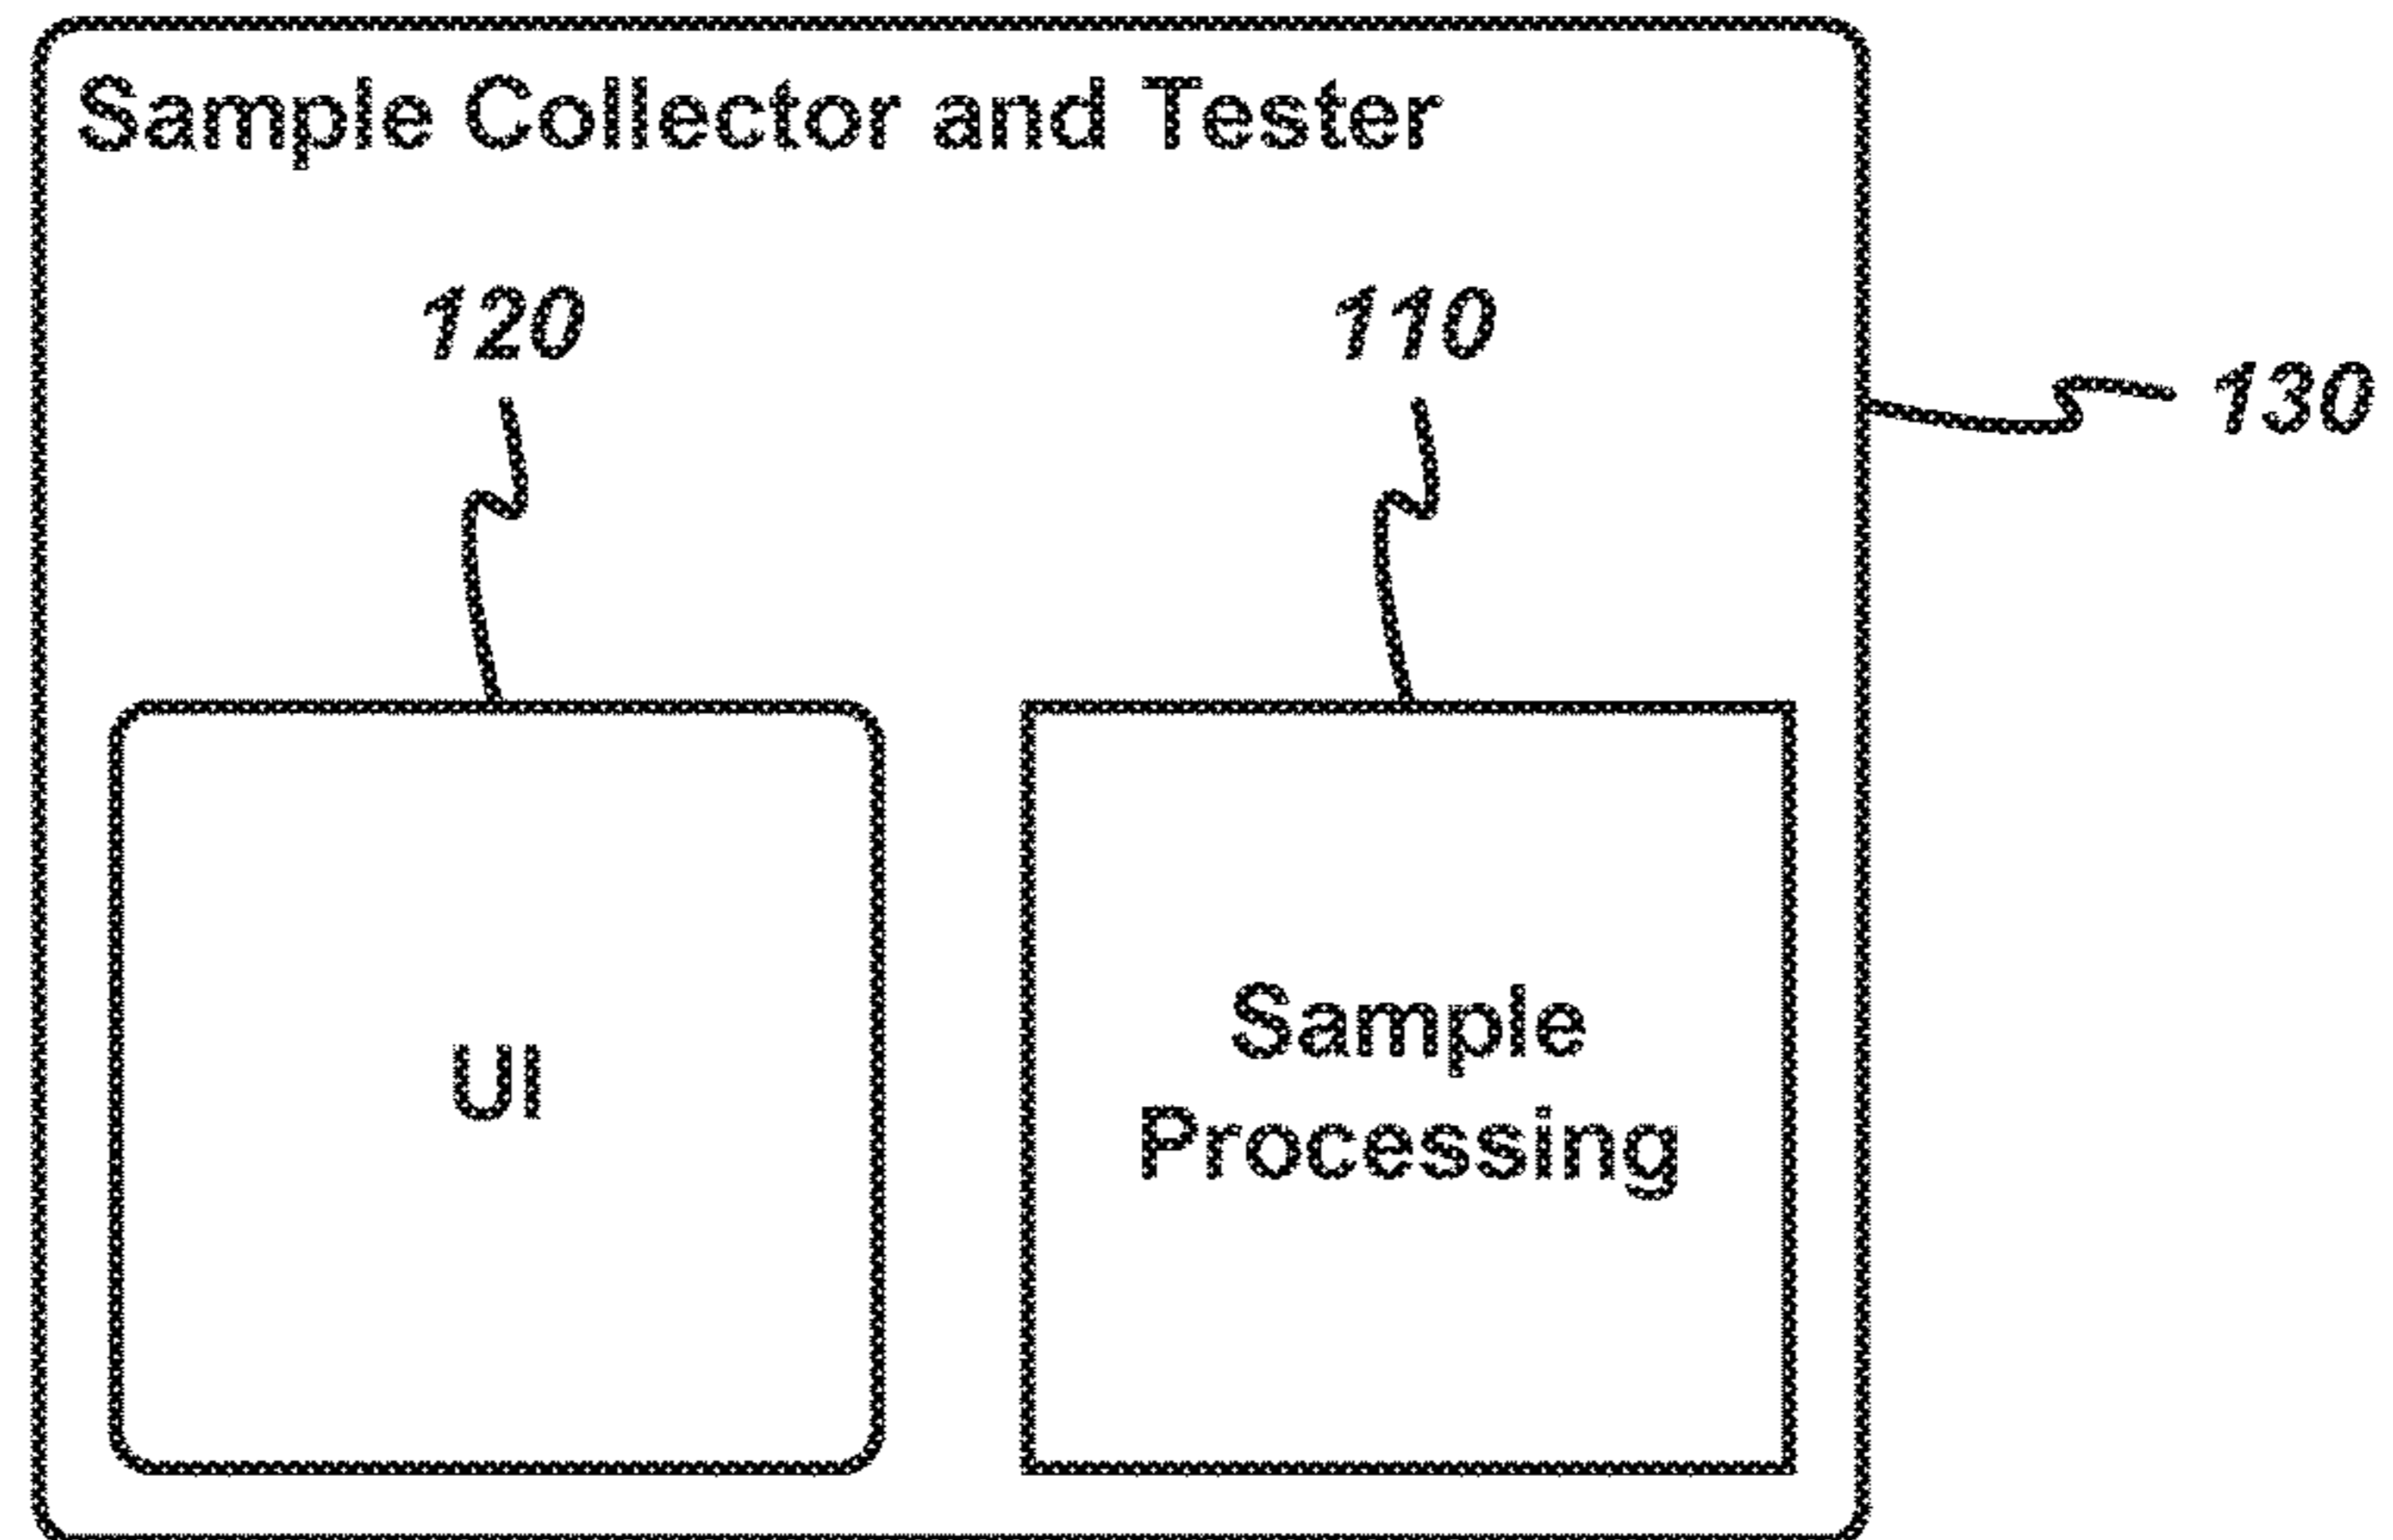 Sample Collector and Tester
120
110
130
UI
Sample
Processing